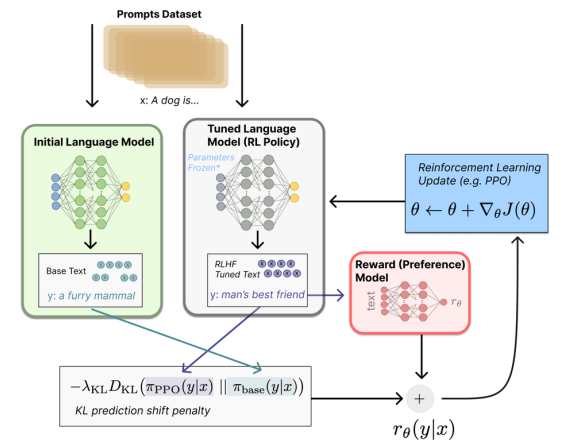 Prompts Dataset
x: A dog is...
Initial Language Model
Tuned Language
Model (RL Policy)
Parameters
Frozen*
Reinforcement Learning
Update (e.g. PPO)
θ ← θ + ∇θJ(θ)
Base Text
x x x x
x x x x
y: a furry mammal
RLHF
Tuned Text
x x x x
x x x x
y: man's best friend
Reward (Preference)
Model
text
rθ
−λKL DKL(πPPO(y|x) || πbase(y|x))
KL prediction shift penalty
+
rθ(y|x)